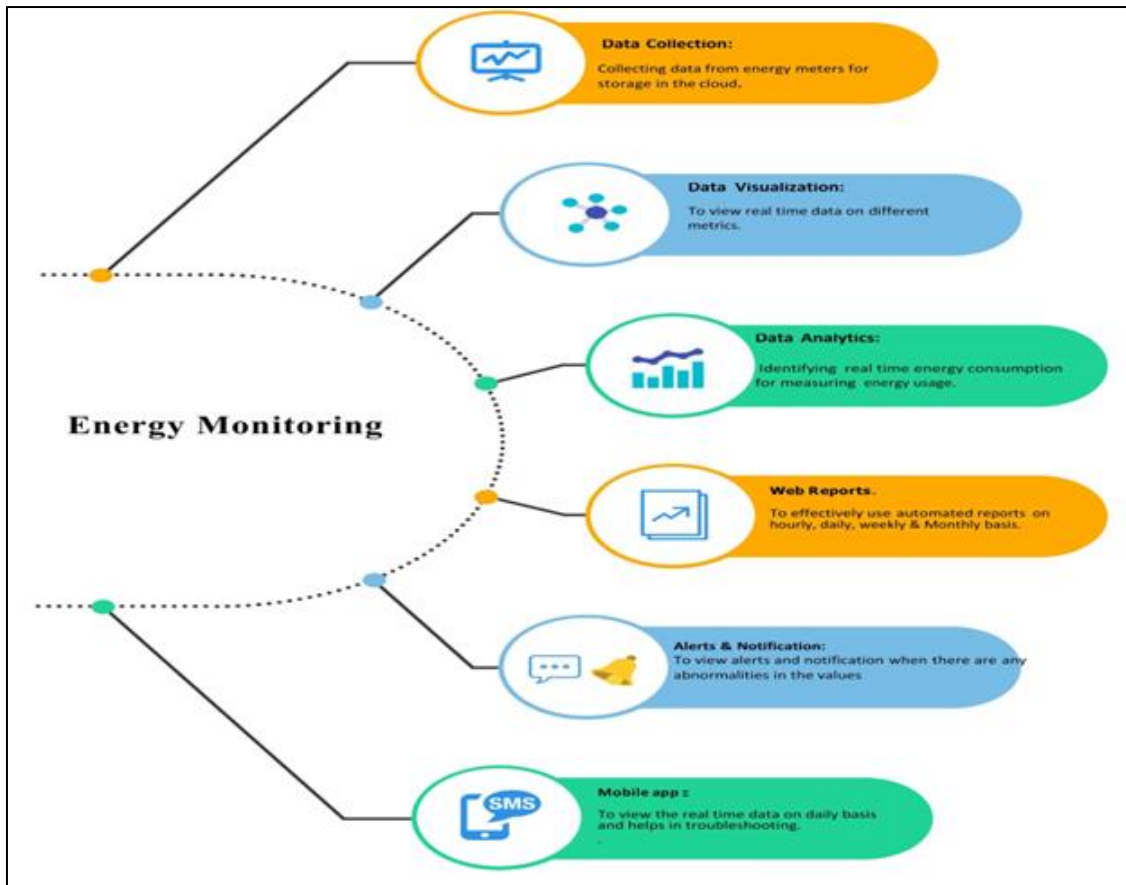 Data Collection:
Collecting data from energy meters for
storage in the cloud.
Data Visualization:
To view real time data on different
metrics.
Data Analytics:
Identifying real time energy consumption
for measuring energy usage.
Energy Monitoring
Web Reports.
To effectively use automated reports on
hourly, daily, weekly & Monthly basis.
Alerts & Notification:
To view alerts and notification when there are any
abnormalities in the values
SMS
Mobile app :
To view the real time data on daily basis
and helps in troubleshooting.
.